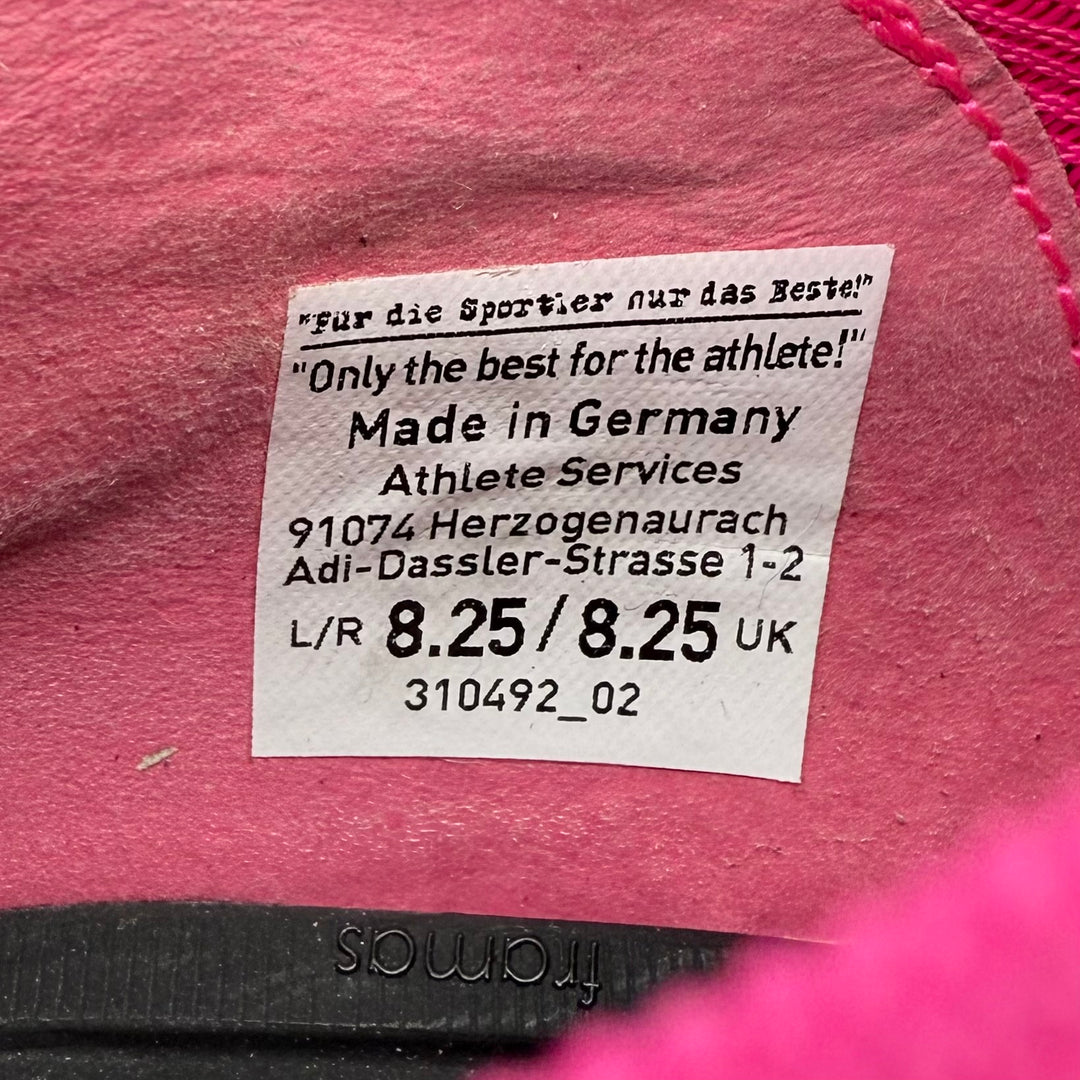 "Für die Sportler nur das Beste!"
"Only the best for the athlete!"
Made in Germany
Athlete Services
91074 Herzogenaurach
Adi-Dassler-Strasse 1-2
L/R 8.25/8.25 UK
310492_02
framas